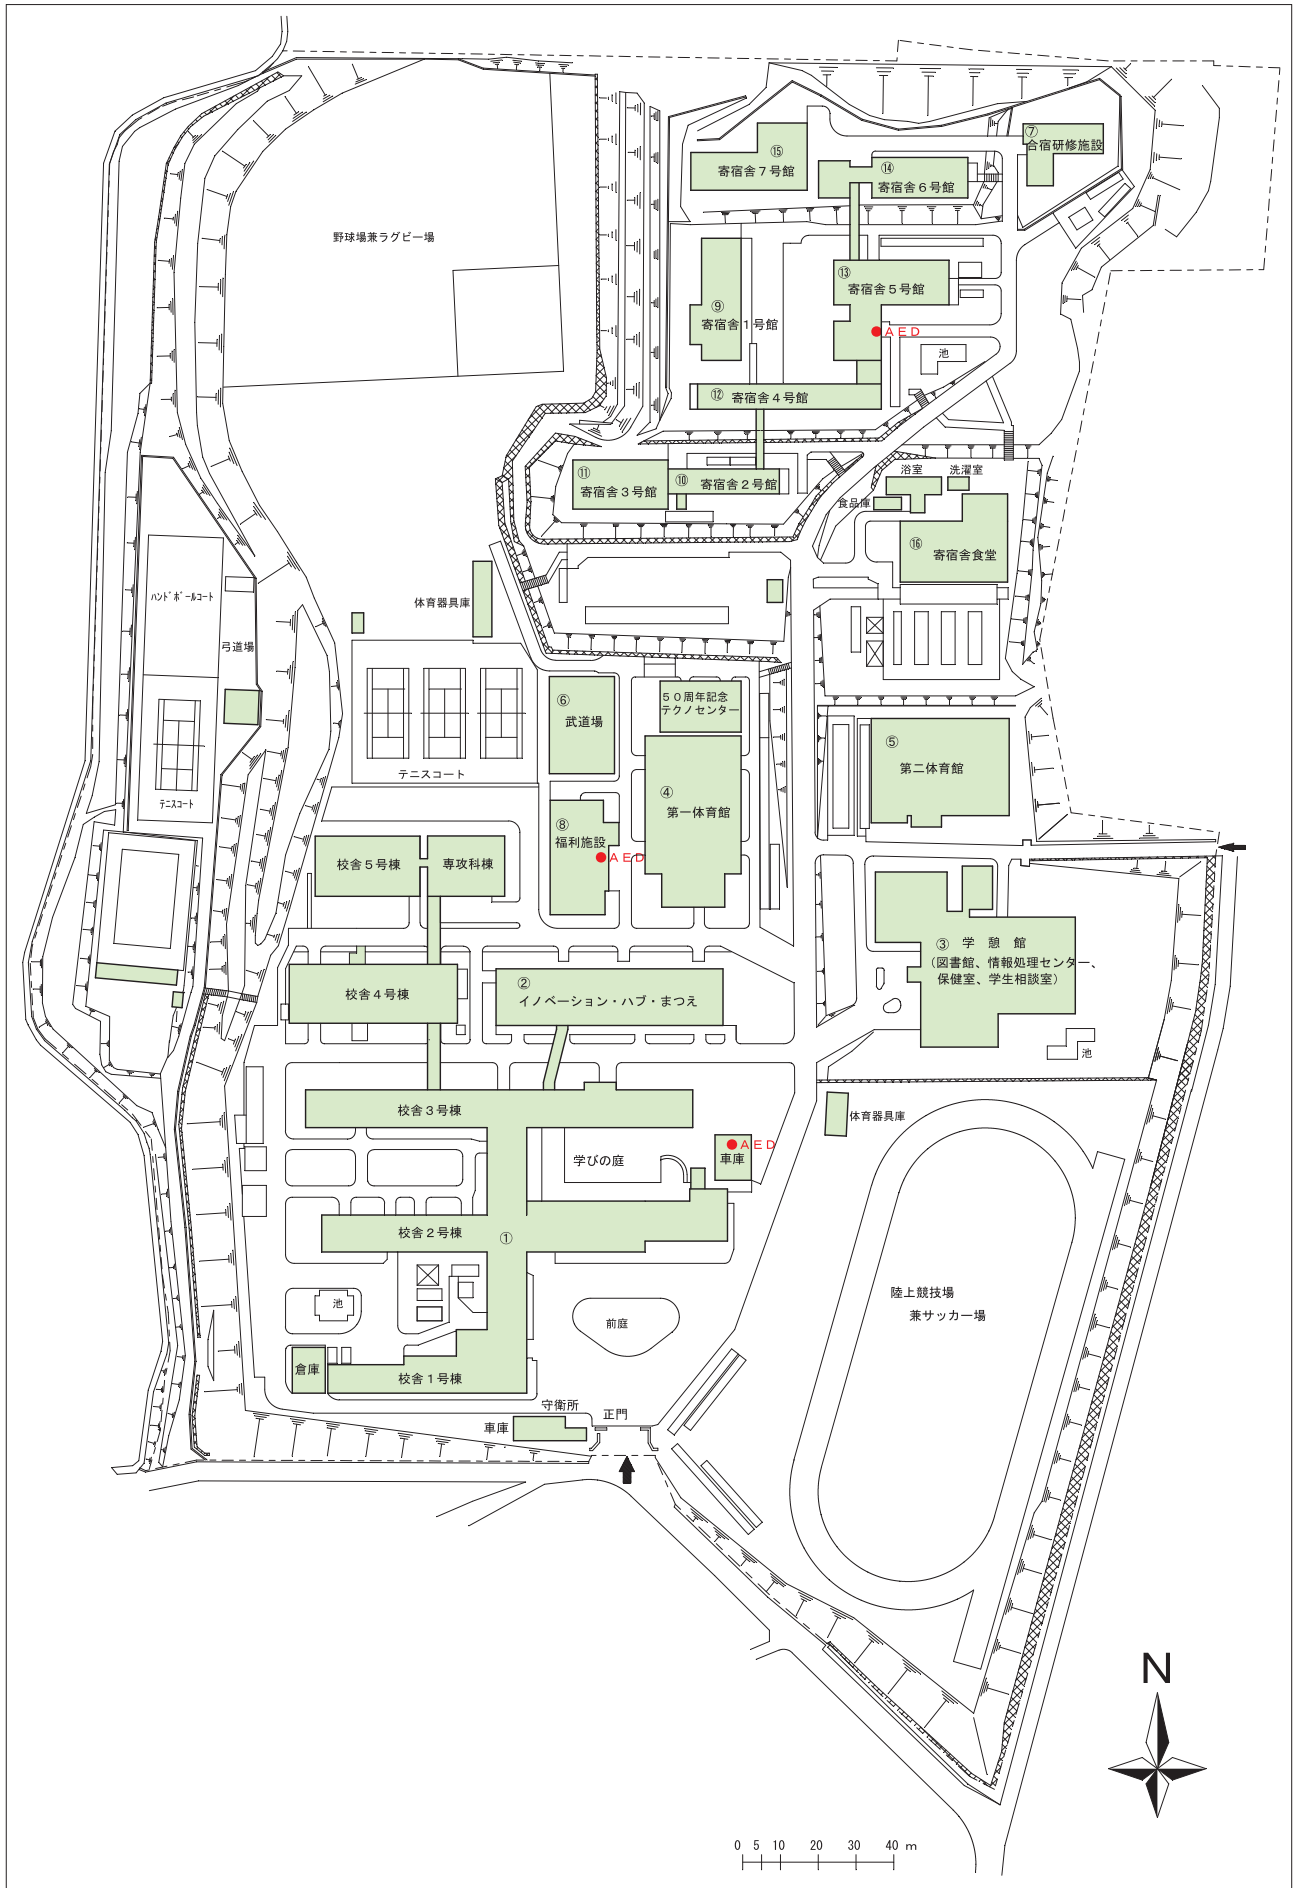 ⑦
合宿研修施設
⑮
寄宿舎７号館
⑭
寄宿舎６号館
野球場兼ラグビー場
⑬
寄宿舎５号館
⑨
寄宿舎１号館
ＡＥＤ
池
⑫
寄宿舎４号館
⑪
寄宿舎３号館
⑩
寄宿舎２号館
浴室
洗濯室
食品庫
⑯
寄宿舎食堂
ﾊﾝﾄﾞﾎﾞｰﾙコート
体育器具庫
弓道場
⑥
武道場
５０周年記念
テクノセンター
⑤
第二体育館
テニスコート
ﾃﾆｽコート
④
第一体育館
⑧
福利施設
ＡＥＤ
校舎５号棟
専攻科棟
③ 学 憩 館
（図書館、情報処理センター、
保健室、学生相談室）
池
校舎４号棟
②
イノベーション・ハブ・まつえ
校舎３号棟
体育器具庫
ＡＥＤ
車庫
学びの庭
校舎２号棟
①
陸上競技場
兼サッカー場
池
前庭
倉庫
校舎１号棟
守衛所
車庫
正門
N
0 5 10 20 30 40 m